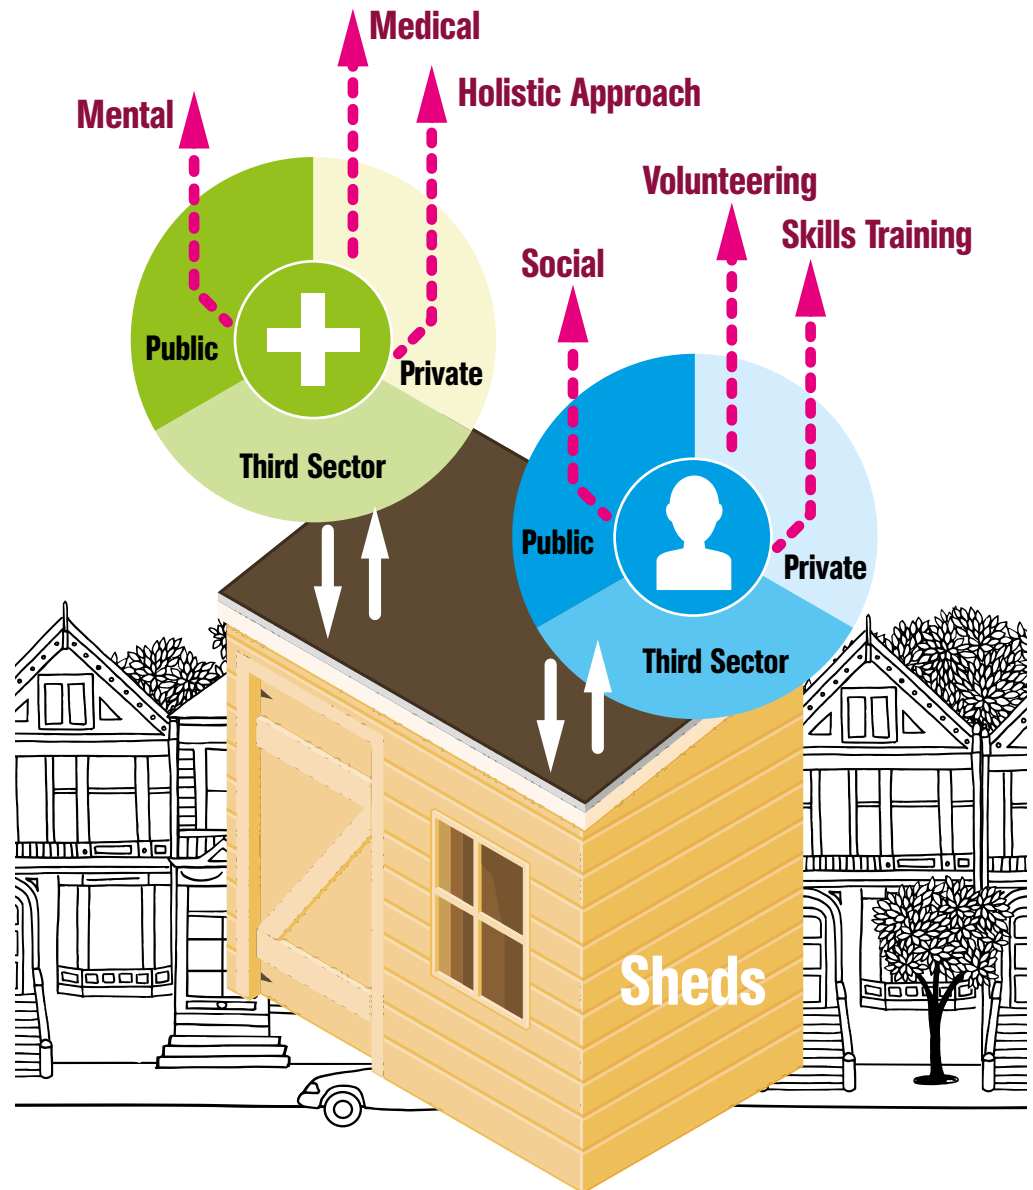 Medical
Holistic Approach
Mental
Volunteering
Skills Training
Social
Public
Private
Third Sector
Public
Private
Third Sector
Sheds